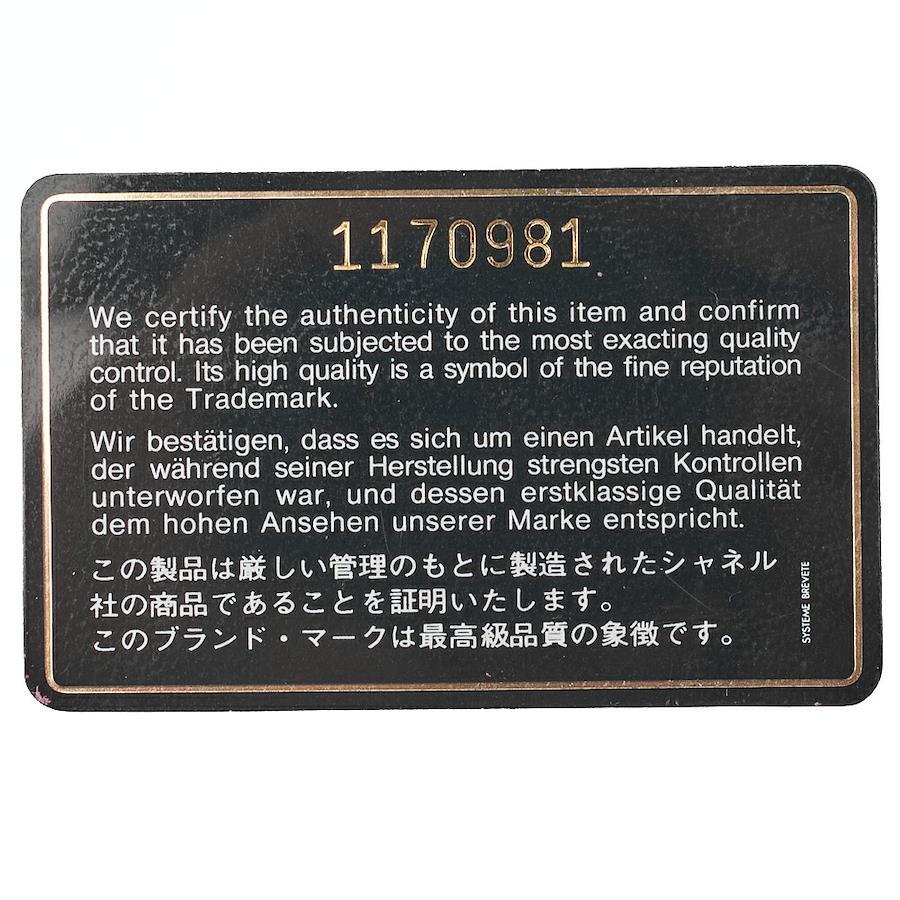 1170981
We certify the authenticity of this item and confirm
that it has been subjected to the most exacting quality
control. Its high quality is a symbol of the fine reputation
of the Trademark.
Wir bestätigen, dass es sich um einen Artikel handelt,
der während seiner Herstellung strengsten Kontrollen
unterworfen war, und dessen erstklassige Qualität
dem hohen Ansehen unserer Marke entspricht.
この製品は厳しい管理のもとに製造されたシャネル
社の商品であることを証明いたします。
このブランド・マークは最高級品質の象徴です。
SYSTEME BREVETE